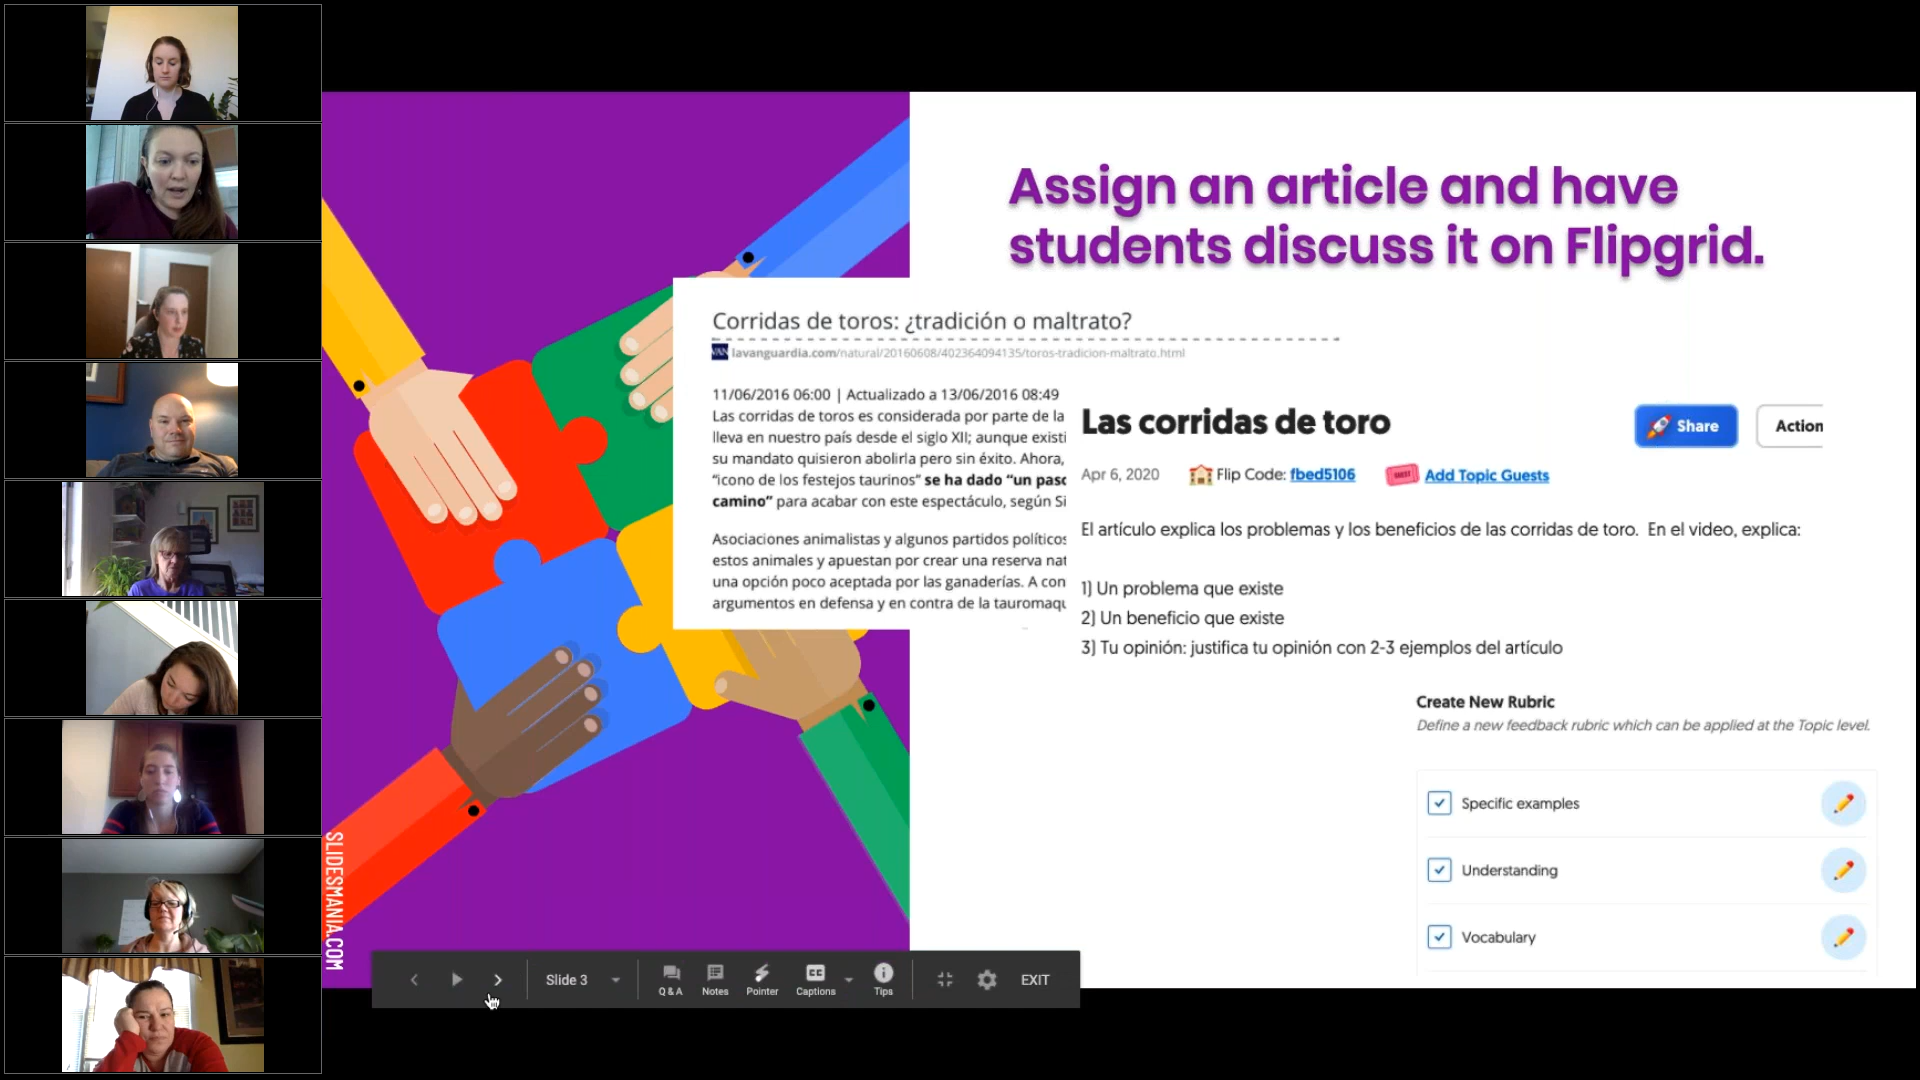 Assign an article and have
students discuss it on Flipgrid.
Corridas de toros: ¿tradición o maltrato?
lavanguardia.com/natural/20160608/402364094135/toros-tradicion-maltrato.html
11/06/2016 06:00 | Actualizado a 13/06/2016 08:49
Las corridas de toros es considerada por parte de la
lleva en nuestro país desde el siglo XII; aunque existi
su mandato quisieron abolirla pero sin éxito. Ahora,
"icono de los festejos taurinos" se ha dado "un paso
camino" para acabar con este espectáculo, según Si
Asociaciones animalistas y algunos partidos políticos
estos animales y apuestan por crear una reserva nat
una opción poco aceptada por las ganaderías. A con
argumentos en defensa y en contra de la tauromaqu
Las corridas de toro
Share
Action
Apr 6, 2020
Flip Code: fbed5106
Add Topic Guests
El artículo explica los problemas y los beneficios de las corridas de toro. En el video, explica:
1) Un problema que existe
2) Un beneficio que existe
3) Tu opinión: justifica tu opinión con 2-3 ejemplos del artículo
Create New Rubric
Define a new feedback rubric which can be applied at the Topic level.
Specific examples
Understanding
Vocabulary
SLIDESMANIA.COM
Slide 3
Q & A
Notes
Pointer
CC
Captions
Tips
EXIT